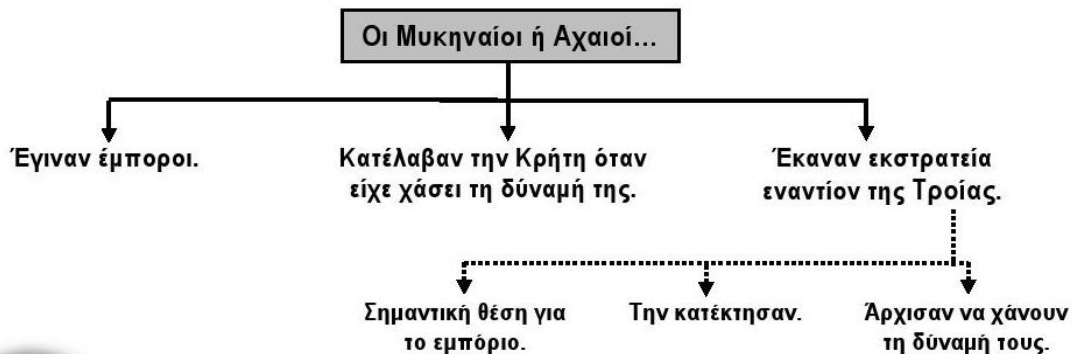 Οι Μυκηναίοι ή Αχαιοί...
Έγιναν έμποροι.
Κατέλαβαν την Κρήτη όταν
είχε χάσει τη δύναμή της.
Έκαναν εκστρατεία
εναντίον της Τροίας.
Σημαντική θέση για
το εμπόριο.
Την κατέκτησαν.
Άρχισαν να χάνουν
τη δύναμή τους.